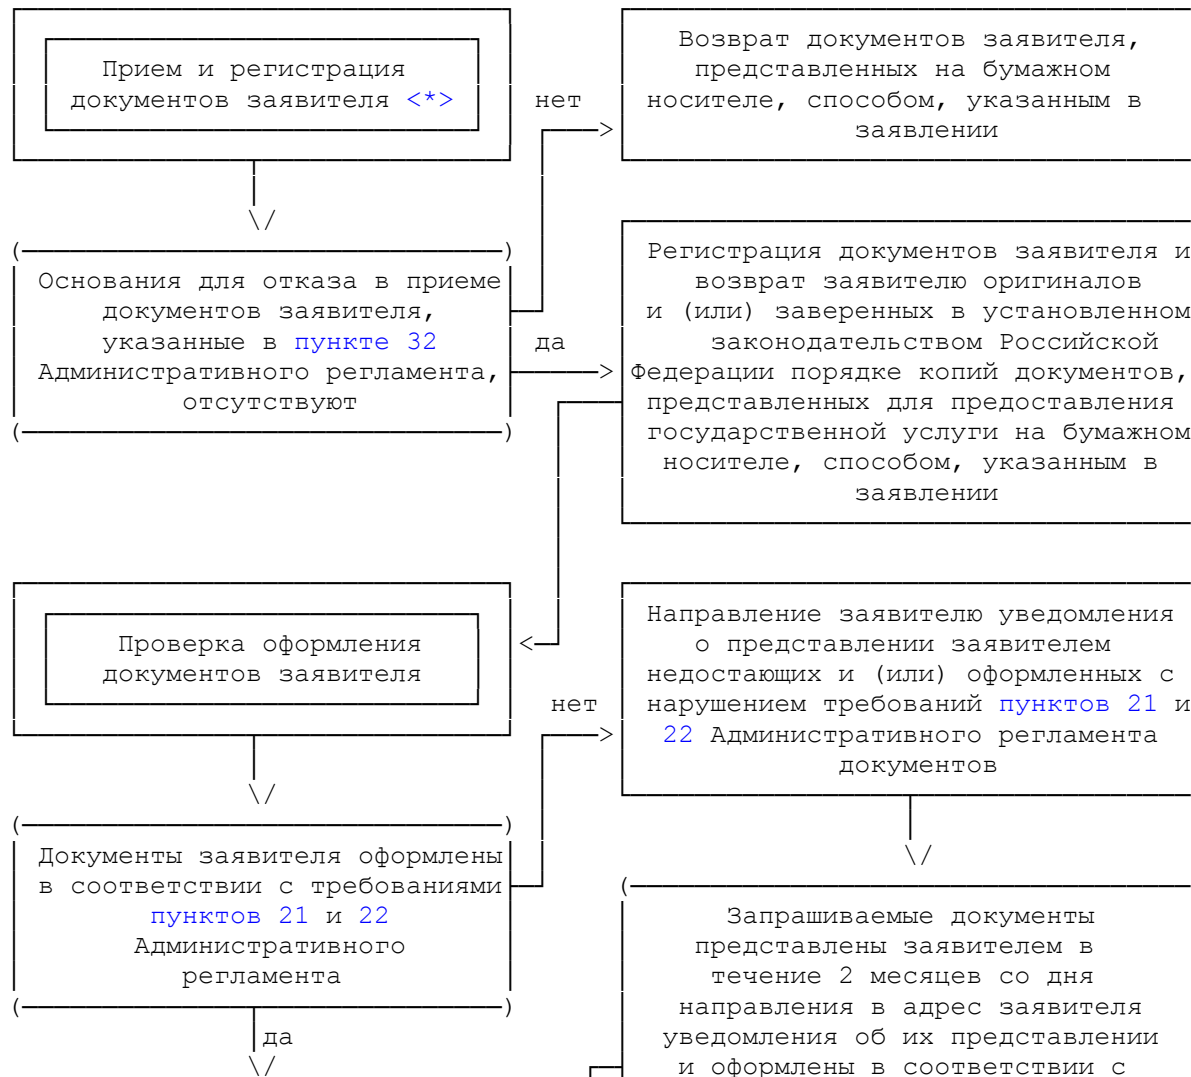 Прием и регистрация
документов заявителя <*>
нет
Возврат документов заявителя,
представленных на бумажном
носителе, способом, указанным в
заявлении
Основания для отказа в приеме
документов заявителя,
указанные в пункте 32
Административного регламента,
отсутствуют
да
Регистрация документов заявителя и
возврат заявителю оригиналов
и (или) заверенных в установленном
законодательством Российской
Федерации порядке копий документов,
представленных для предоставления
государственной услуги на бумажном
носителе, способом, указанным в
заявлении
Проверка оформления
документов заявителя
нет
Направление заявителю уведомления
о представлении заявителем
недостающих и (или) оформленных с
нарушением требований пунктов 21 и
22 Административного регламента
документов
Документы заявителя оформлены
в соответствии с требованиями
пунктов 21 и 22
Административного
регламента
да
Запрашиваемые документы
представлены заявителем в
течение 2 месяцев со дня
направления в адрес заявителя
уведомления об их представлении
и оформлены в соответствии с